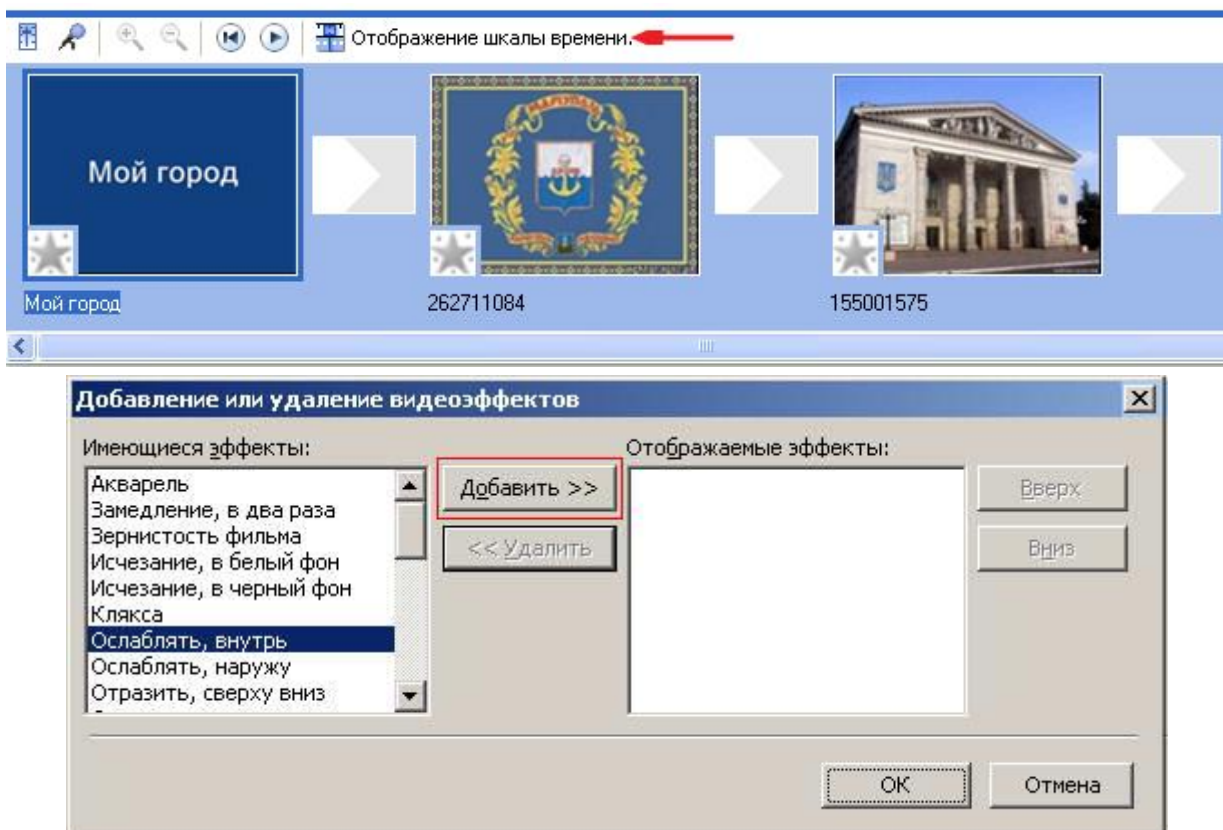 Отображение шкалы времени.
Мой город
МАРИУПОЛЬ
Мой город
262711084
155001575
Добавление или удаление видеоэффектов
Имеющиеся эффекты:
Отображаемые эффекты:
Акварель
Замедление, в два раза
Зернистость фильма
Исчезание, в белый фон
Исчезание, в черный фон
Клякса
Ослаблять, внутрь
Ослаблять, наружу
Отразить, сверху вниз
Добавить >>
<< Удалить
Вверх
Вниз
OK
Отмена